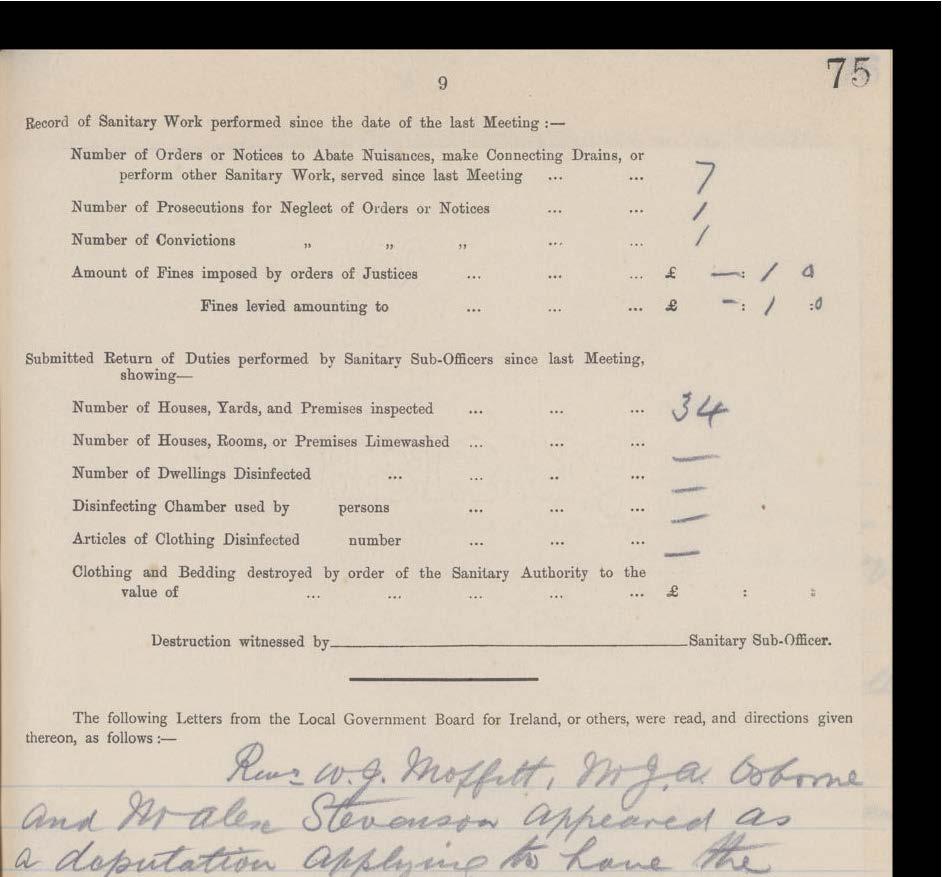 75
9
Record of Sanitary Work performed since the date of the last Meeting :—
Number of Orders or Notices to Abate Nuisances, make Connecting Drains, or
perform other Sanitary Work, served since last Meeting ... ... 7
Number of Prosecutions for Neglect of Orders or Notices ... ... 1
Number of Convictions „ „ „ ... ... 1
Amount of Fines imposed by orders of Justices ... ... ... £ —: 1 0
Fines levied amounting to ... ... ... £ –: 1 :0
Submitted Return of Duties performed by Sanitary Sub-Officers since last Meeting,
showing—
Number of Houses, Yards, and Premises inspected ... ... ... 34
Number of Houses, Rooms, or Premises Limewashed ... ... ... —
Number of Dwellings Disinfected ... ... .. ... —
Disinfecting Chamber used by persons ... ... ... —
Articles of Clothing Disinfected number ... ... ... —
Clothing and Bedding destroyed by order of the Sanitary Authority to the
value of ... ... ... ... ... £ : :
Destruction witnessed by Sanitary Sub-Officer.
The following Letters from the Local Government Board for Ireland, or others, were read, and directions given
thereon, as follows :—
W.J. Moffitt, Mr J.A. Osborne
and Mr Alex Stevenson appeared as
a deputation applying to have the